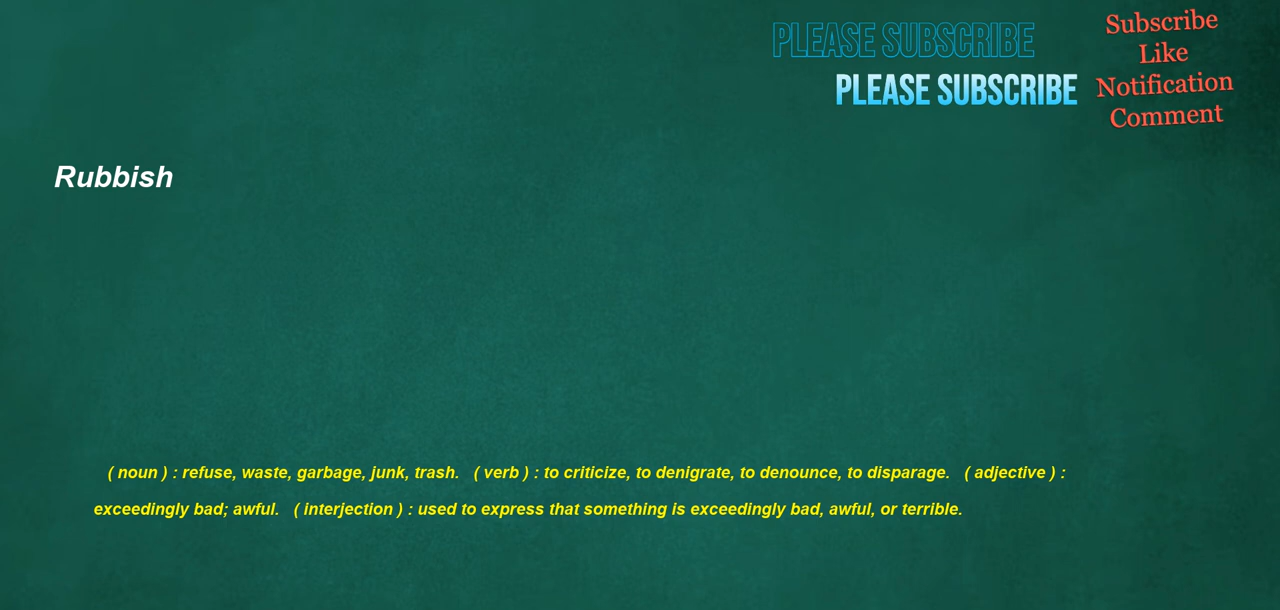 PLEASE SUBSCRIBE
PLEASE SUBSCRIBE
Subscribe
Like
Notification
Comment
Rubbish
( noun ) : refuse, waste, garbage, junk, trash. ( verb ) : to criticize, to denigrate, to denounce, to disparage. ( adjective ) :
exceedingly bad; awful. ( interjection ) : used to express that something is exceedingly bad, awful, or terrible.